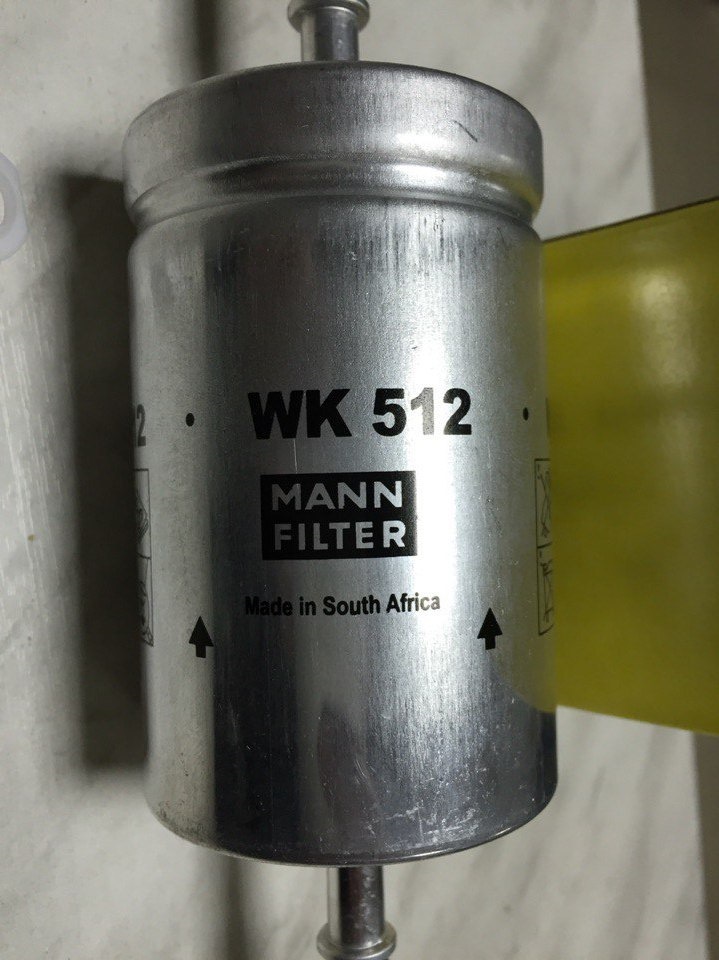 WK 512
MANN
FILTER
Made in South Africa